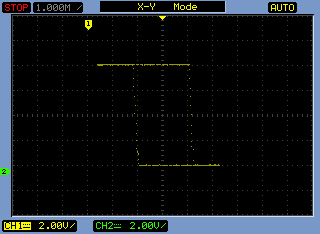 STOP 1.000M / X-Y Mode AUTO
1
2
CH1 2.00V/ CH2 2.00V/